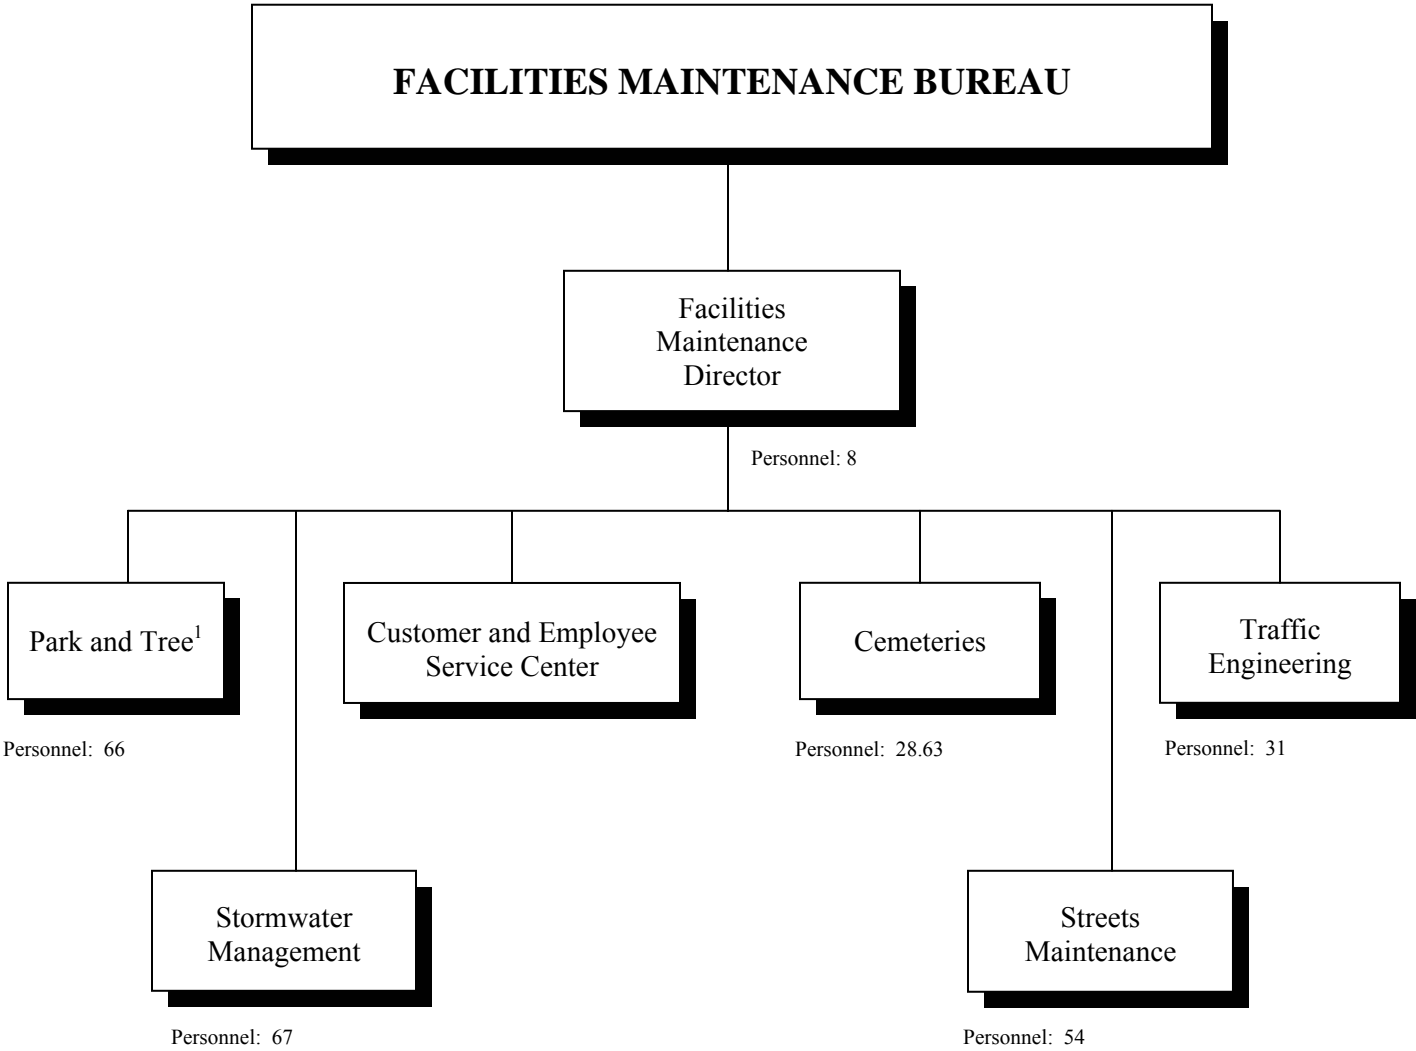 FACILITIES MAINTENANCE BUREAU
Facilities
Maintenance
Director
Personnel: 8
Park and Tree¹
Personnel: 66
Customer and Employee
Service Center
Cemeteries
Personnel: 28.63
Traffic
Engineering
Personnel: 31
Stormwater
Management
Personnel: 67
Streets
Maintenance
Personnel: 54